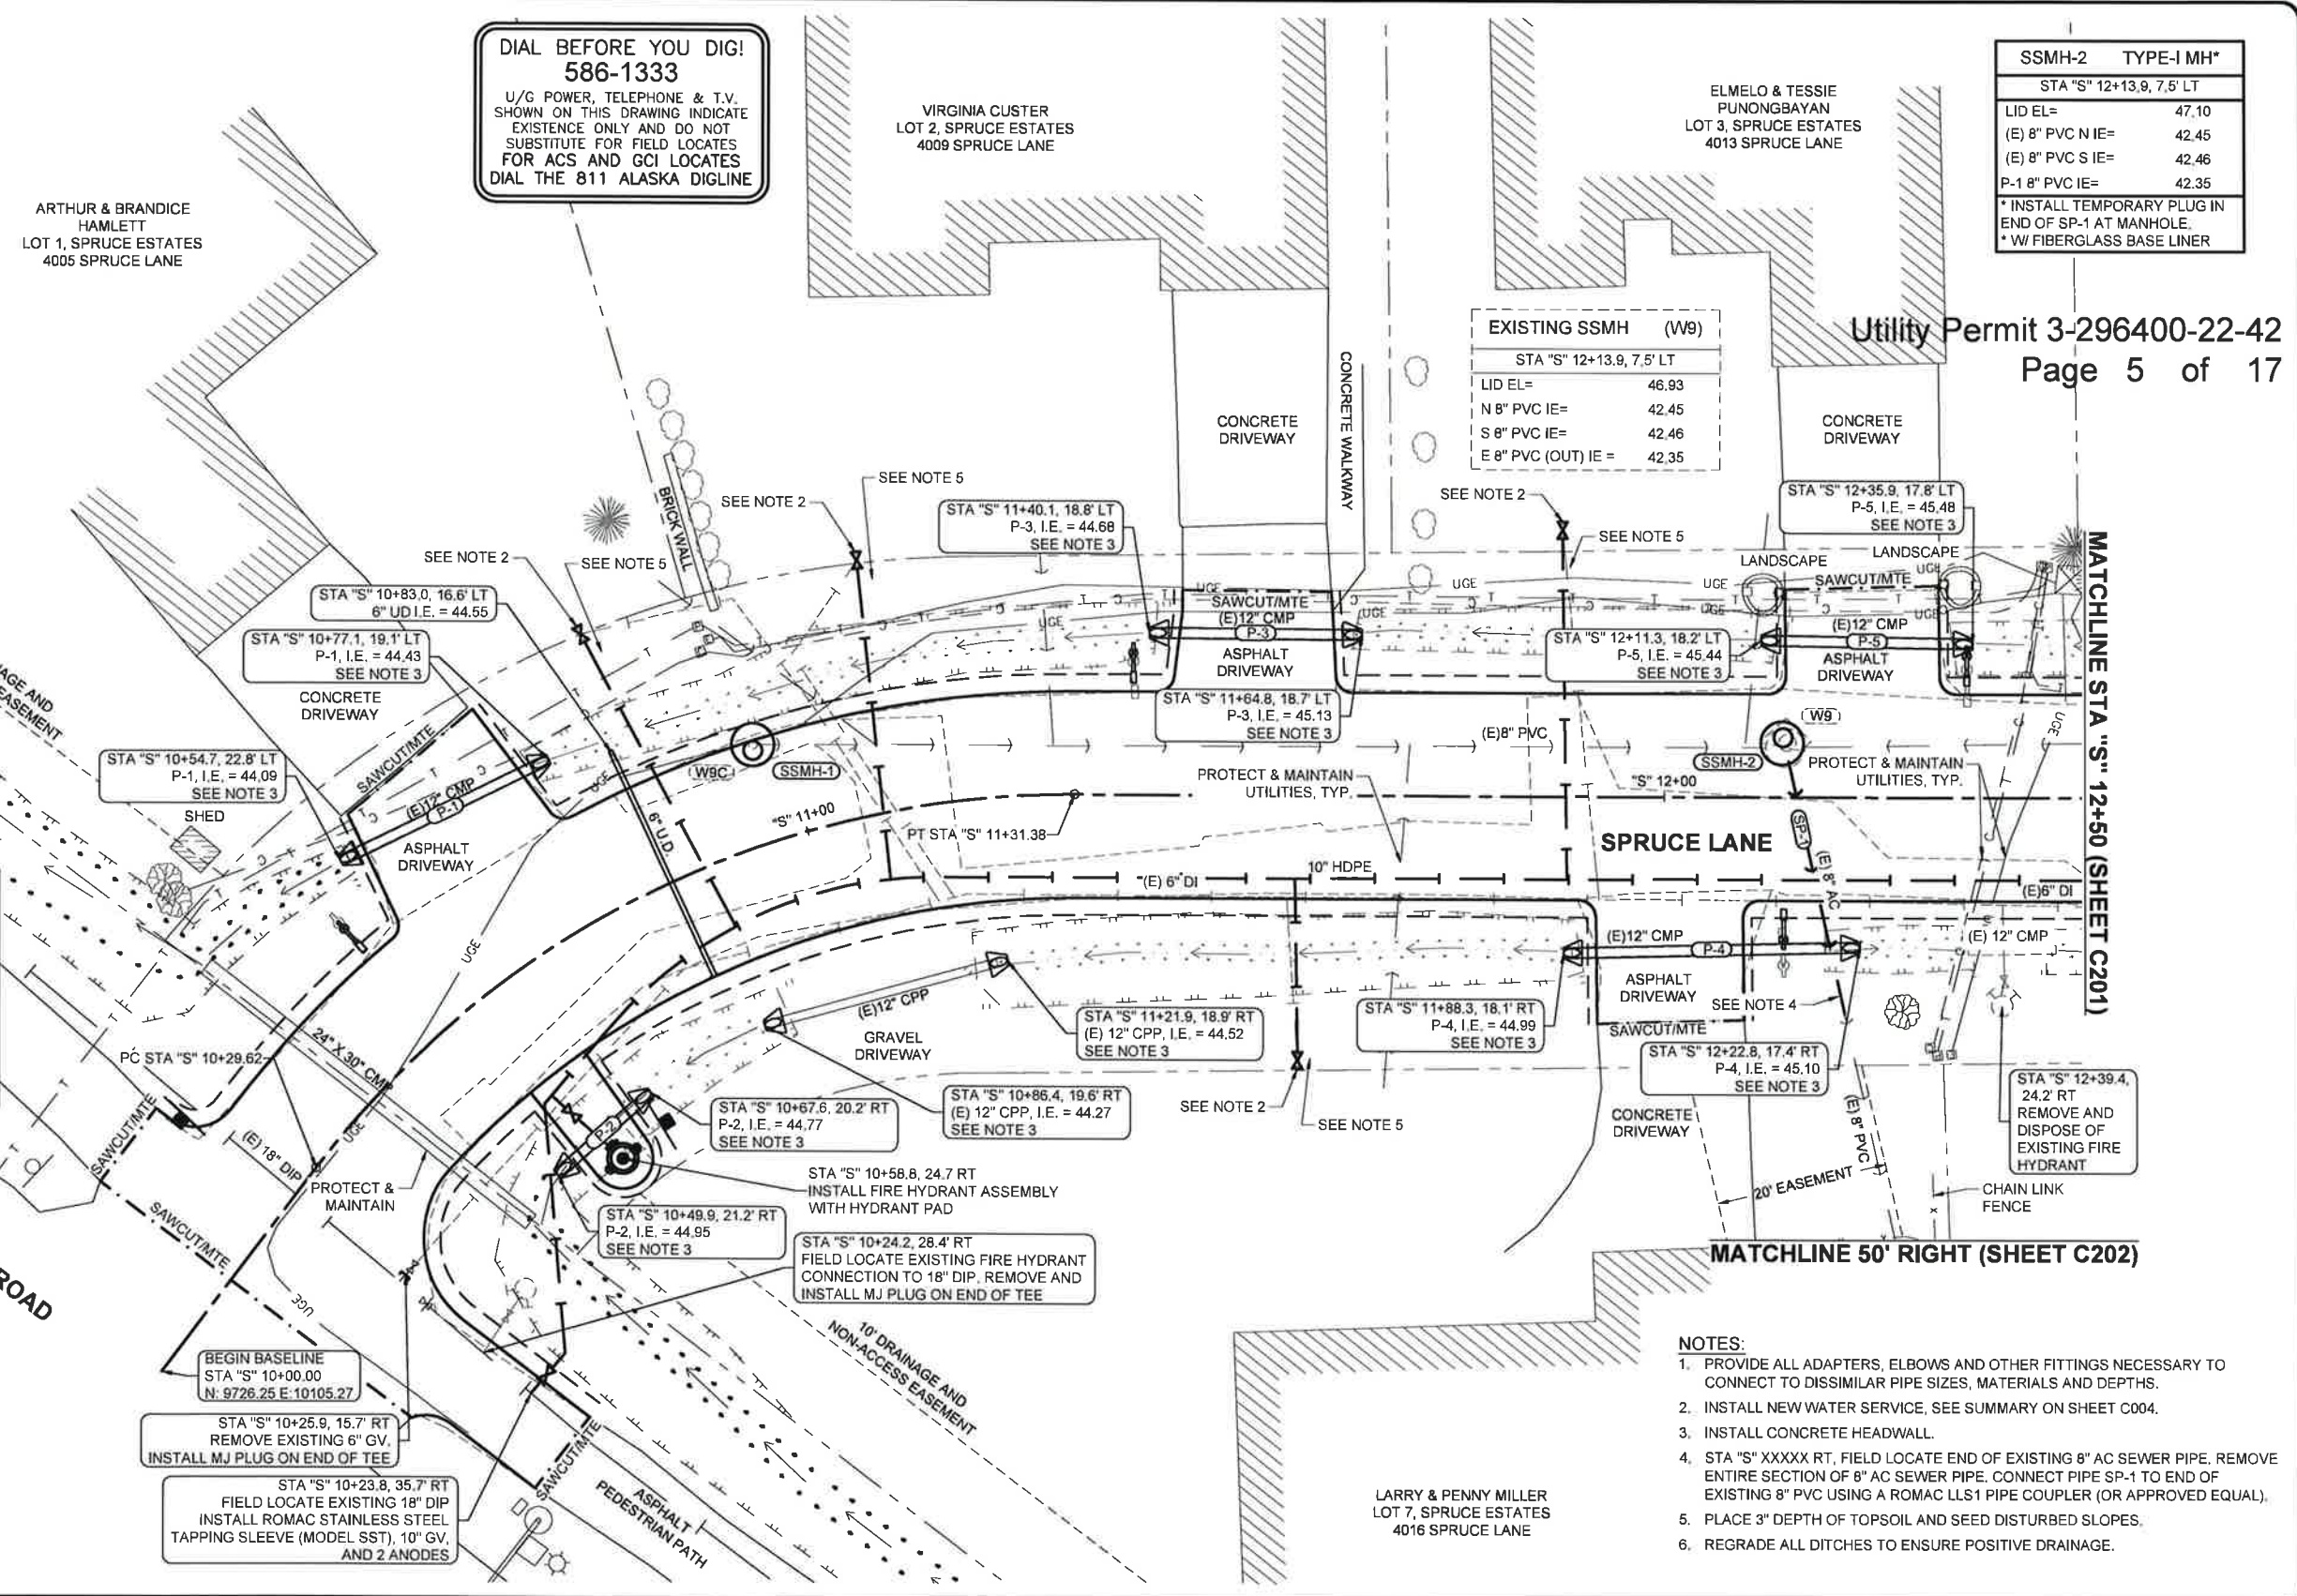 DIAL BEFORE YOU DIG!
586-1333
U/G POWER, TELEPHONE & T.V.
SHOWN ON THIS DRAWING INDICATE
EXISTENCE ONLY AND DO NOT
SUBSTITUTE FOR FIELD LOCATES
FOR ACS AND GCI LOCATES
DIAL THE 811 ALASKA DIGLINE
ARTHUR & BRANDICE
HAMLETT
LOT 1, SPRUCE ESTATES
4005 SPRUCE LANE
VIRGINIA CUSTER
LOT 2, SPRUCE ESTATES
4009 SPRUCE LANE
ELMELO & TESSIE
PUNONGBAYAN
LOT 3, SPRUCE ESTATES
4013 SPRUCE LANE
SSMH-2 TYPE-I MH*
STA "S" 12+13.9, 7.5' LT
LID EL= 47.10
(E) 8" PVC N IE= 42.45
(E) 8" PVC S IE= 42.46
P-1 8" PVC IE= 42.35
* INSTALL TEMPORARY PLUG IN
END OF SP-1 AT MANHOLE.
* W/ FIBERGLASS BASE LINER
Utility Permit 3-296400-22-42
Page 5 of 17
EXISTING SSMH (W9)
STA "S" 12+13.9, 7.5' LT
LID EL= 46.93
N 8" PVC IE= 42.45
S 8" PVC IE= 42.46
E 8" PVC (OUT) IE = 42.35
CONCRETE
DRIVEWAY
CONCRETE WALKWAY
CONCRETE
DRIVEWAY
BRICK WALL
SEE NOTE 2
SEE NOTE 5
SEE NOTE 2
SEE NOTE 5
SEE NOTE 2
SEE NOTE 5
STA "S" 11+40.1, 18.8' LT
P-3, I.E. = 44.68
SEE NOTE 3
STA "S" 12+35.9, 17.8' LT
P-5, I.E. = 45.48
SEE NOTE 3
LANDSCAPE
LANDSCAPE
STA "S" 10+83.0, 16.6' LT
6" UD I.E. = 44.55
STA "S" 10+77.1, 19.1' LT
P-1, I.E. = 44.43
SEE NOTE 3
CONCRETE
DRIVEWAY
AGE AND
EASEMENT
SAWCUT/MTE
UGE
UGE
UGE
UGE
UGE
UGE
UGE
UGE
SAWCUT/MTE
(E)12" CMP
P-3
ASPHALT
DRIVEWAY
SAWCUT/MTE
(E)12" CMP
P-5
ASPHALT
DRIVEWAY
STA "S" 12+11.3, 18.2' LT
P-5, I.E. = 45.44
SEE NOTE 3
STA "S" 11+64.8, 18.7' LT
P-3, I.E. = 45.13
SEE NOTE 3
STA "S" 10+54.7, 22.8' LT
P-1, I.E. = 44.09
SEE NOTE 3
(E)12" CMP
P-1
SHED
ASPHALT
DRIVEWAY
UGE
6" U.D.
W9C
SSMH-1
(E)8" PVC
W9
SSMH-2
UGE
"S" 11+00
PT STA "S" 11+31.38
PROTECT & MAINTAIN
UTILITIES, TYP.
"S" 12+00
PROTECT & MAINTAIN
UTILITIES, TYP.
SP-1
SPRUCE LANE
(E) 8" AC
(E) 6" DI
10" HDPE
(E)6" DI
MATCHLINE STA "S" 12+50 (SHEET C201)
UGE
(E)12" CMP
P-4
(E) 12" CMP
ASPHALT
DRIVEWAY
SEE NOTE 4
SAWCUT/MTE
(E)12" CPP
GRAVEL
DRIVEWAY
STA "S" 11+21.9, 18.9' RT
(E) 12" CPP, I.E. = 44.52
SEE NOTE 3
STA "S" 11+88.3, 18.1' RT
P-4, I.E. = 44.99
SEE NOTE 3
STA "S" 12+22.8, 17.4' RT
P-4, I.E. = 45.10
SEE NOTE 3
PC STA "S" 10+29.62
24" X 30" CMP
STA "S" 10+67.6, 20.2' RT
P-2, I.E. = 44.77
SEE NOTE 3
STA "S" 10+86.4, 19.6' RT
(E) 12" CPP, I.E. = 44.27
SEE NOTE 3
SEE NOTE 2
SEE NOTE 5
CONCRETE
DRIVEWAY
(E) 8" PVC
20' EASEMENT
STA "S" 12+39.4,
24.2' RT
REMOVE AND
DISPOSE OF
EXISTING FIRE
HYDRANT
CHAIN LINK
FENCE
SAWCUT/MTE
(E) 18" DIP
UGE
P-2
PROTECT &
MAINTAIN
STA "S" 10+58.8, 24.7 RT
INSTALL FIRE HYDRANT ASSEMBLY
WITH HYDRANT PAD
STA "S" 10+49.9, 21.2' RT
P-2, I.E. = 44.95
SEE NOTE 3
STA "S" 10+24.2, 28.4' RT
FIELD LOCATE EXISTING FIRE HYDRANT
CONNECTION TO 18" DIP. REMOVE AND
INSTALL MJ PLUG ON END OF TEE
SAWCUT/MTE
MATCHLINE 50' RIGHT (SHEET C202)
ROAD
UGE
10' DRAINAGE AND
NON-ACCESS EASEMENT
BEGIN BASELINE
STA "S" 10+00.00
N: 9726.25 E:10105.27
STA "S" 10+25.9, 15.7' RT
REMOVE EXISTING 6" GV,
INSTALL MJ PLUG ON END OF TEE
STA "S" 10+23.8, 35.7' RT
FIELD LOCATE EXISTING 18" DIP
INSTALL ROMAC STAINLESS STEEL
TAPPING SLEEVE (MODEL SST), 10" GV,
AND 2 ANODES
SAWCUT/MTE
ASPHALT
PEDESTRIAN PATH
LARRY & PENNY MILLER
LOT 7, SPRUCE ESTATES
4016 SPRUCE LANE
NOTES:
1. PROVIDE ALL ADAPTERS, ELBOWS AND OTHER FITTINGS NECESSARY TO
CONNECT TO DISSIMILAR PIPE SIZES, MATERIALS AND DEPTHS.
2. INSTALL NEW WATER SERVICE, SEE SUMMARY ON SHEET C004.
3. INSTALL CONCRETE HEADWALL.
4. STA "S" XXXXX RT, FIELD LOCATE END OF EXISTING 8" AC SEWER PIPE. REMOVE
ENTIRE SECTION OF 8" AC SEWER PIPE. CONNECT PIPE SP-1 TO END OF
EXISTING 8" PVC USING A ROMAC LLS1 PIPE COUPLER (OR APPROVED EQUAL).
5. PLACE 3" DEPTH OF TOPSOIL AND SEED DISTURBED SLOPES.
6. REGRADE ALL DITCHES TO ENSURE POSITIVE DRAINAGE.